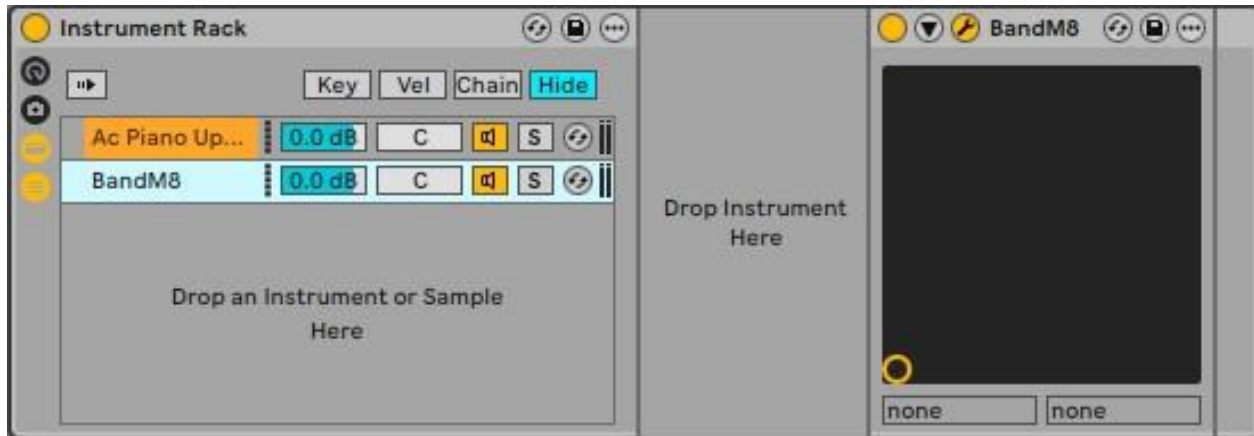 Instrument Rack
Key Vel Chain Hide
Ac Piano Up... 0.0 dB C S
BandM8 0.0 dB C S
Drop an Instrument or Sample
Here
Drop Instrument
Here
BandM8
none none